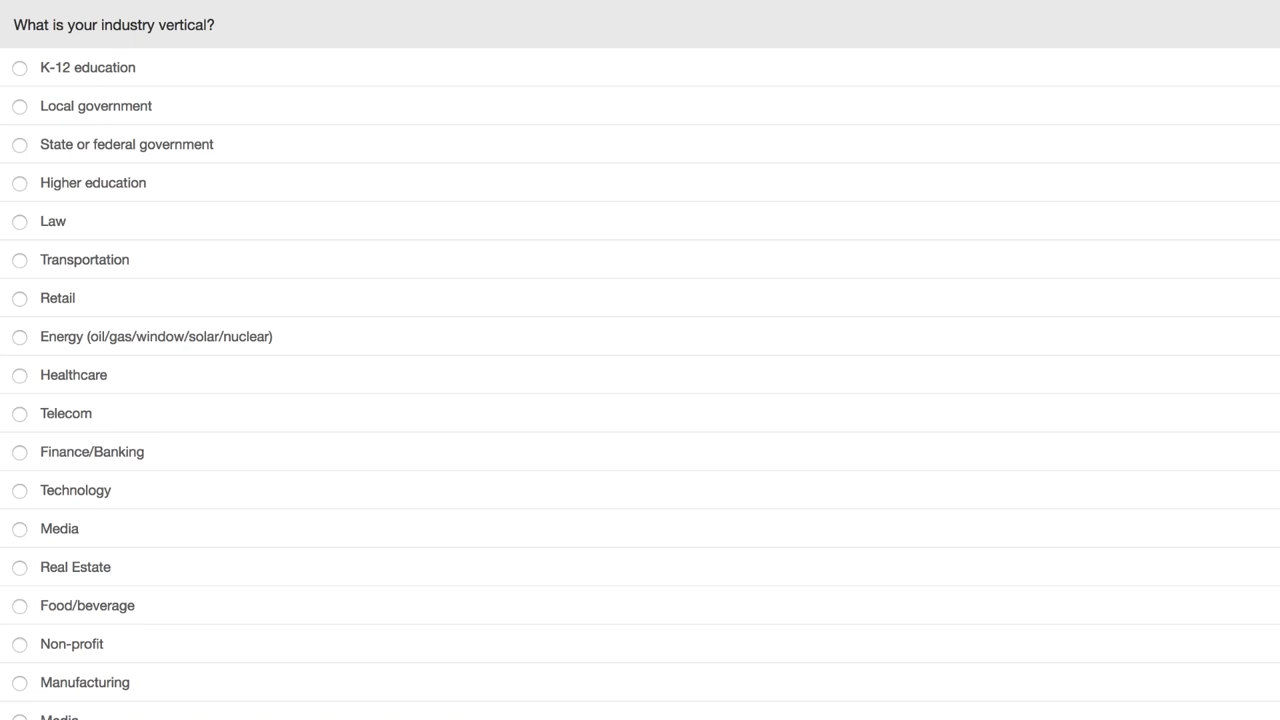 What is your industry vertical?
K-12 education
Local government
State or federal government
Higher education
Law
Transportation
Retail
Energy (oil/gas/window/solar/nuclear)
Healthcare
Telecom
Finance/Banking
Technology
Media
Real Estate
Food/beverage
Non-profit
Manufacturing
Media